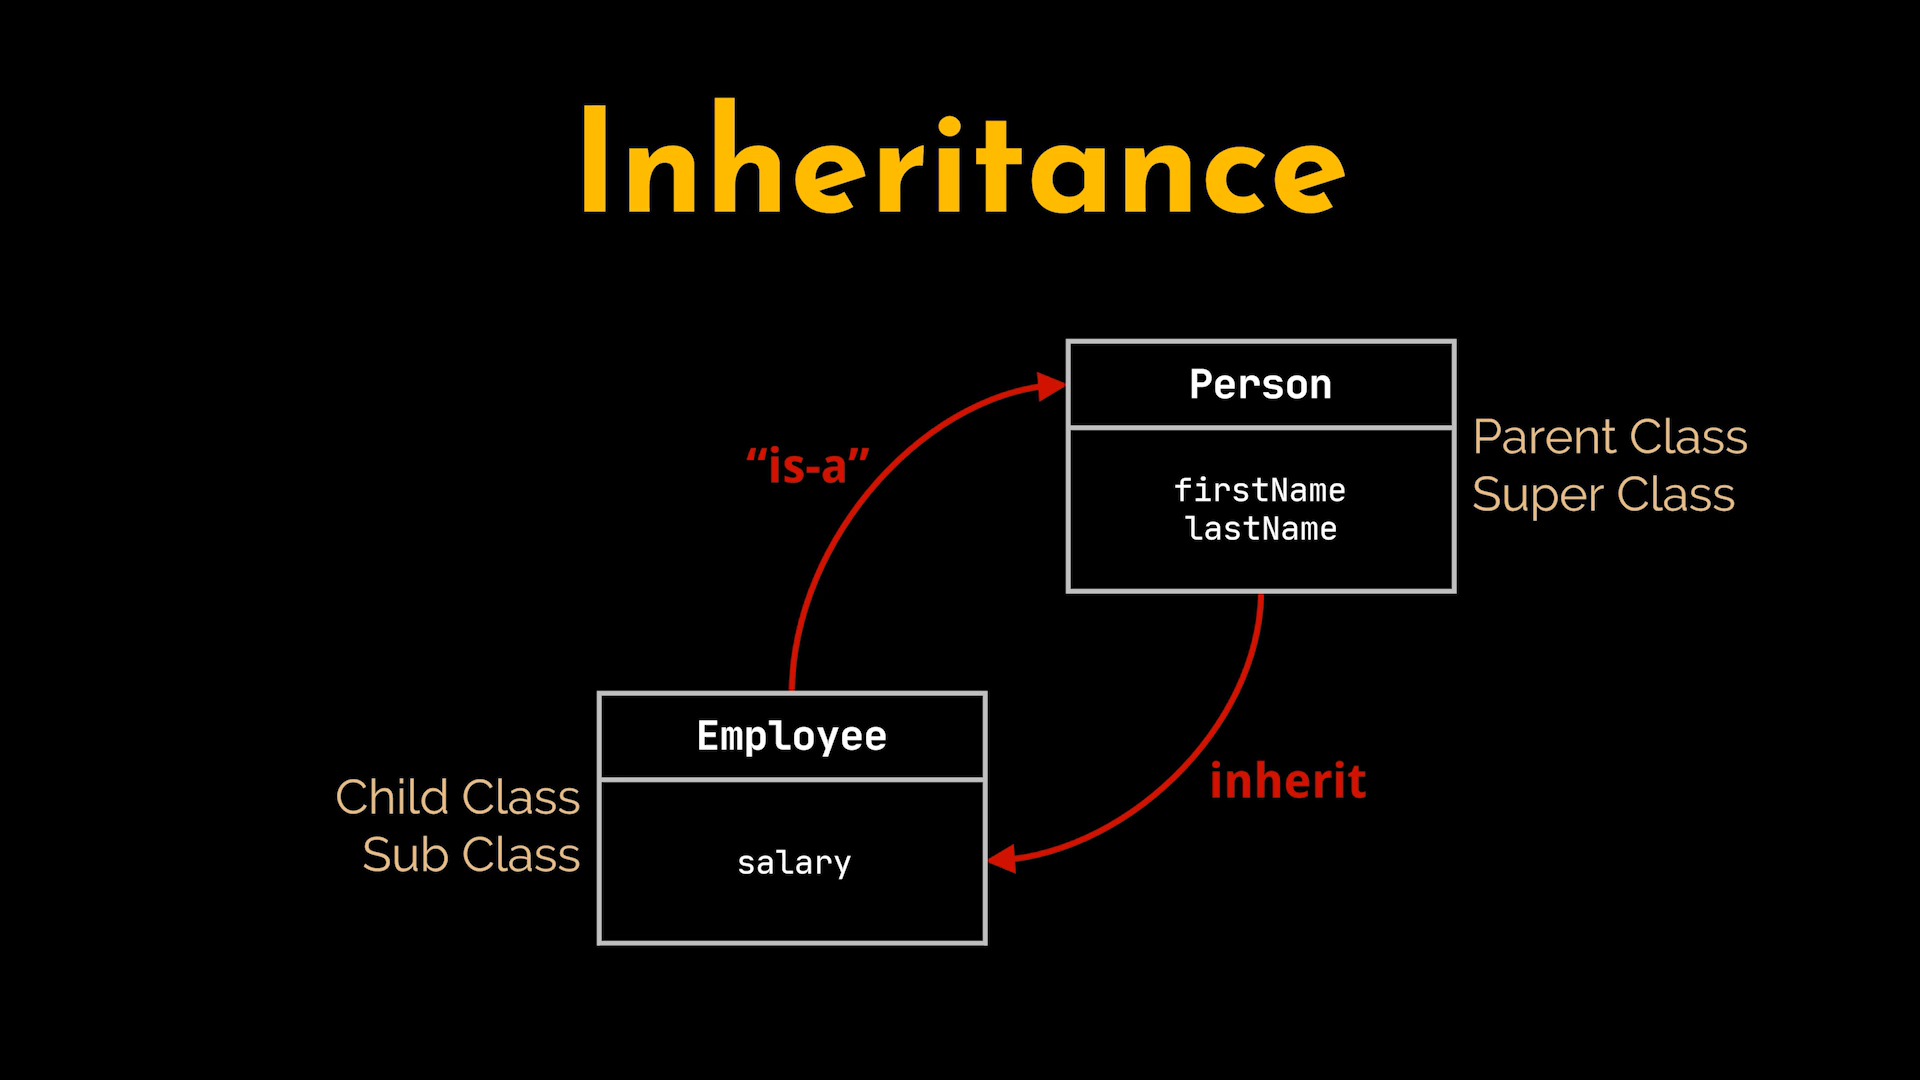 Inheritance
Person
firstName
lastName
Parent Class
Super Class
“is-a”
Employee
salary
Child Class
Sub Class
inherit